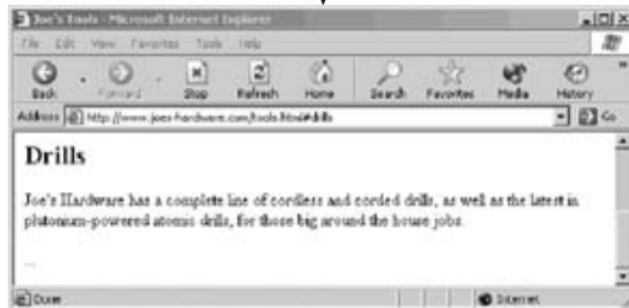 Joe's Tools - Microsoft Internet Explorer
File Edit View Favorites Tools Help
Back Forward Stop Refresh Home Search Favorites Media History
Address http://www.joes-hardware.com/tools.html#drills Go
Drills
Joe's Hardware has a complete line of cordless and corded drills, as well as the latest in
plutonium-powered atomic drills, for those big around the house jobs.
...
Done Internet